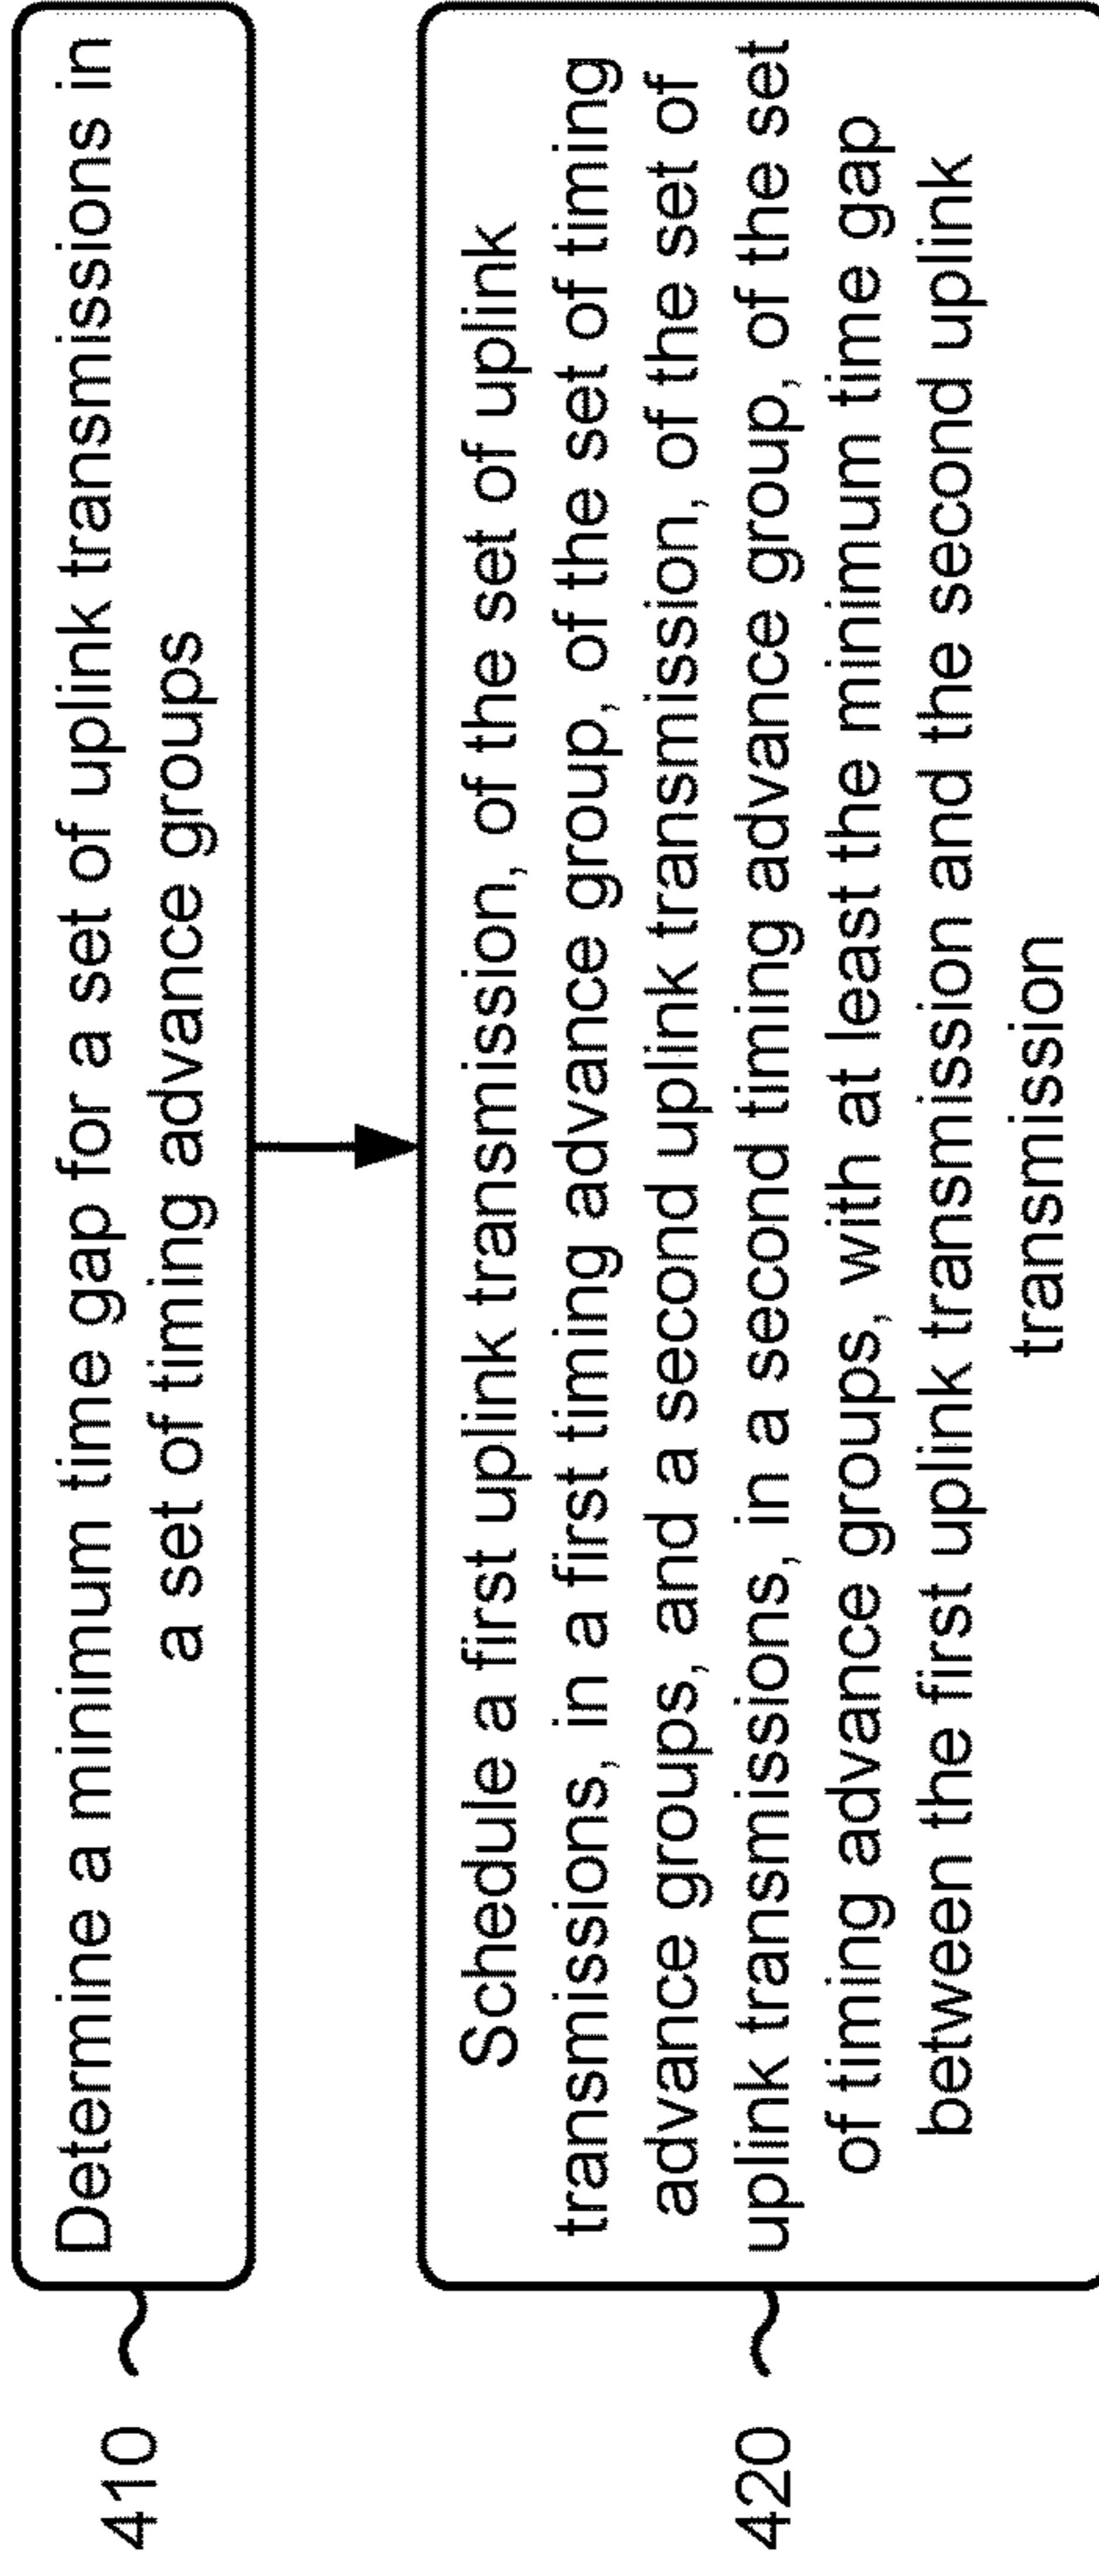 410
Determine a minimum time gap for a set of uplink transmissions in
a set of timing advance groups
420
Schedule a first uplink transmission, of the set of uplink
transmissions, in a first timing advance group, of the set of timing
advance groups, and a second uplink transmission, of the set of
uplink transmissions, in a second timing advance group, of the set
of timing advance groups, with at least the minimum time gap
between the first uplink transmission and the second uplink
transmission